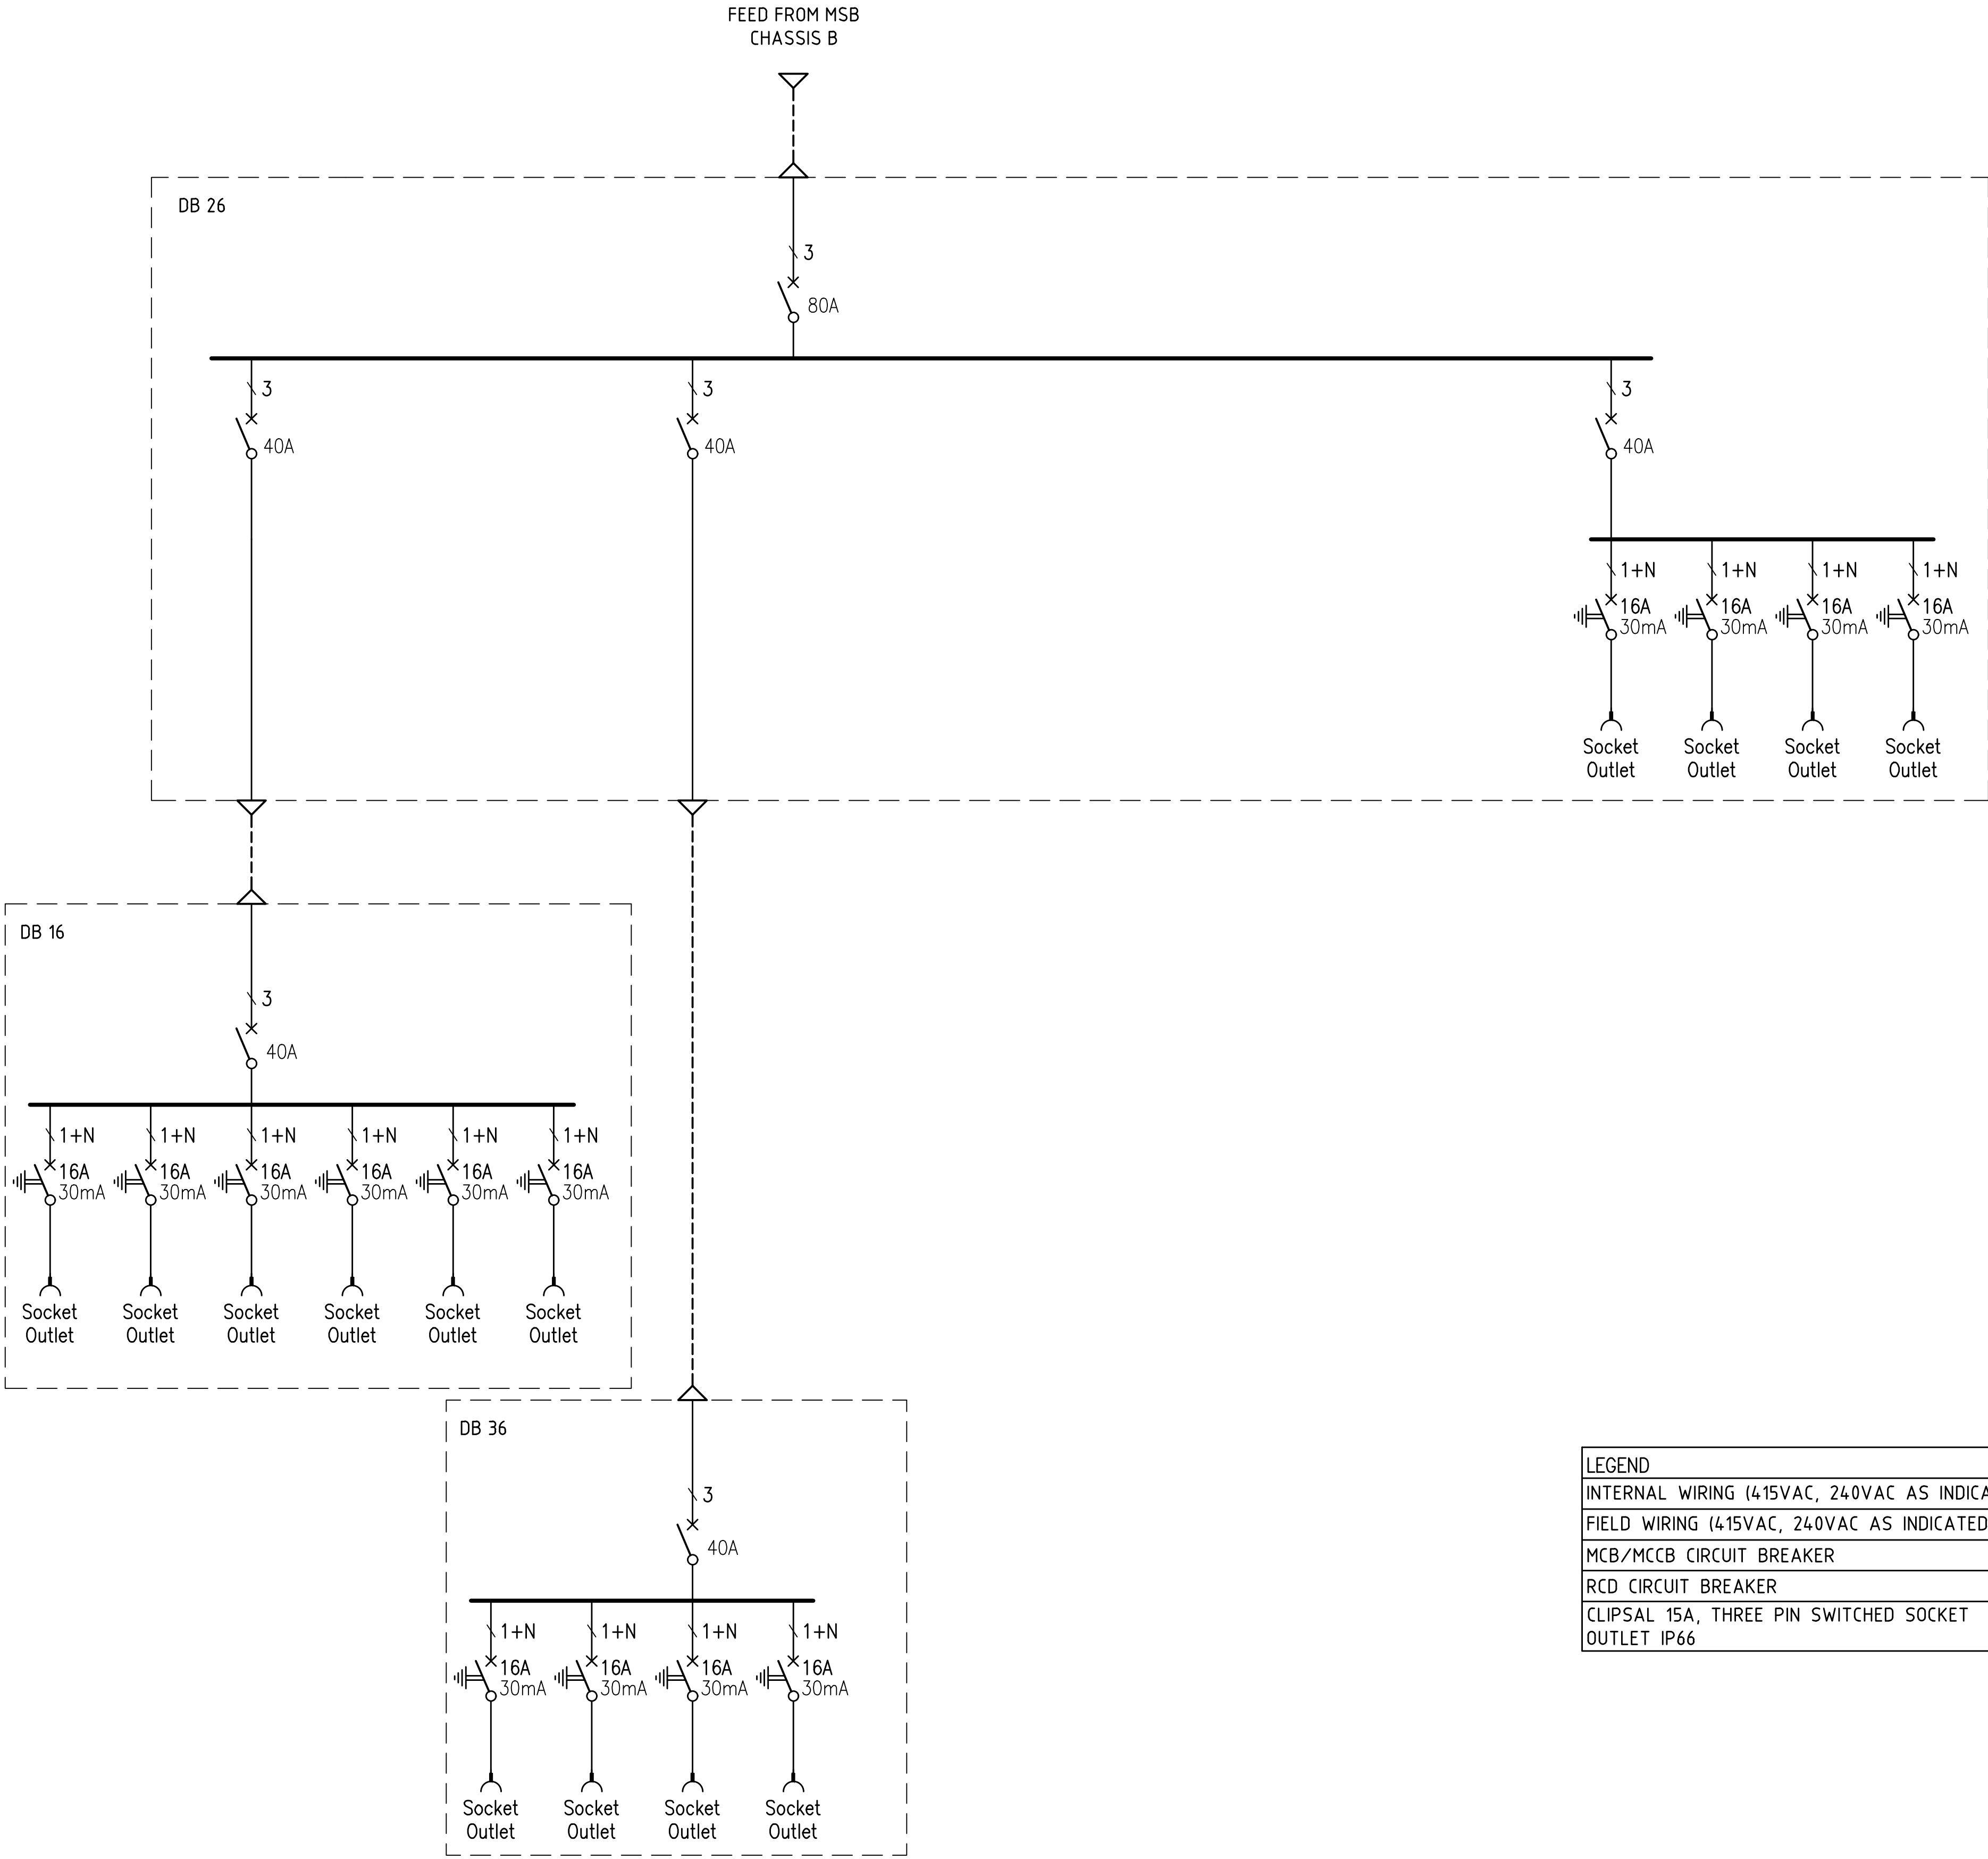 FEED FROM MSB
CHASSIS B
DB 26
3
80A
3
3
3
40A
40A
40A
1+N
1+N
1+N
1+N
16A
16A
16A
16A
30mA
30mA
30mA
30mA
Socket
Outlet
Socket
Outlet
Socket
Outlet
Socket
Outlet
DB 16
3
40A
1+N
1+N
1+N
1+N
1+N
1+N
16A
16A
16A
16A
16A
16A
30mA
30mA
30mA
30mA
30mA
30mA
Socket
Outlet
Socket
Outlet
Socket
Outlet
Socket
Outlet
Socket
Outlet
Socket
Outlet
DB 36
3
40A
1+N
1+N
1+N
1+N
16A
16A
16A
16A
30mA
30mA
30mA
30mA
Socket
Outlet
Socket
Outlet
Socket
Outlet
Socket
Outlet
LEGEND
INTERNAL WIRING (415VAC, 240VAC AS INDICA
FIELD WIRING (415VAC, 240VAC AS INDICATED
MCB/MCCB CIRCUIT BREAKER
RCD CIRCUIT BREAKER
CLIPSAL 15A, THREE PIN SWITCHED SOCKET
OUTLET IP66